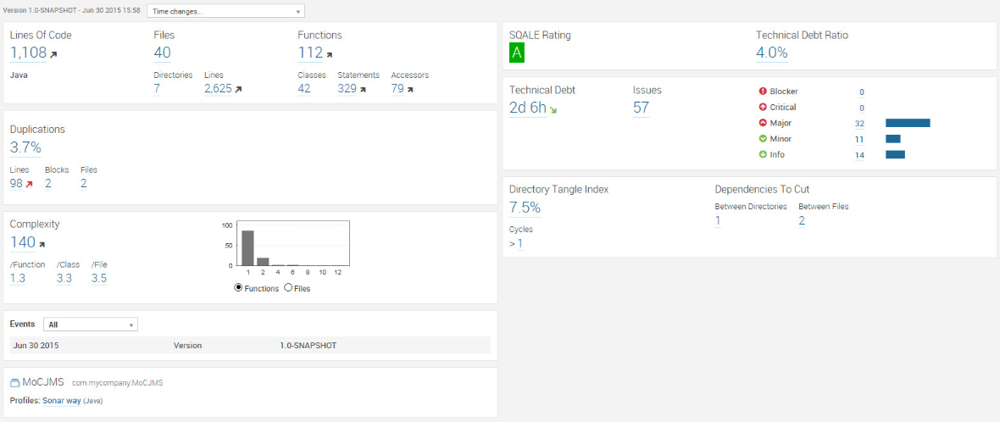 Version 1.0-SNAPSHOT - Jun 30 2015 15:58 Time changes...
Lines Of Code Files Functions
1,108 40 112
Java Directories Lines Classes Statements Accessors
7 2,625 42 329 79
Duplications
3.7%
Lines Blocks Files
98 2 2
Complexity
140
/Function /Class /File
1.3 3.3 3.5
100
50
0
1 2 4 6 8 10 12
Functions Files
Events All
Jun 30 2015 Version 1.0-SNAPSHOT
MoCJMS com.mycompany:MoCJMS
Profiles: Sonar way (Java)
SQALE Rating Technical Debt Ratio
A 4.0%
Technical Debt Issues
2d 6h 57
Blocker 0
Critical 0
Major 32
Minor 11
Info 14
Directory Tangle Index Dependencies To Cut
7.5% Between Directories Between Files
1 2
Cycles
> 1